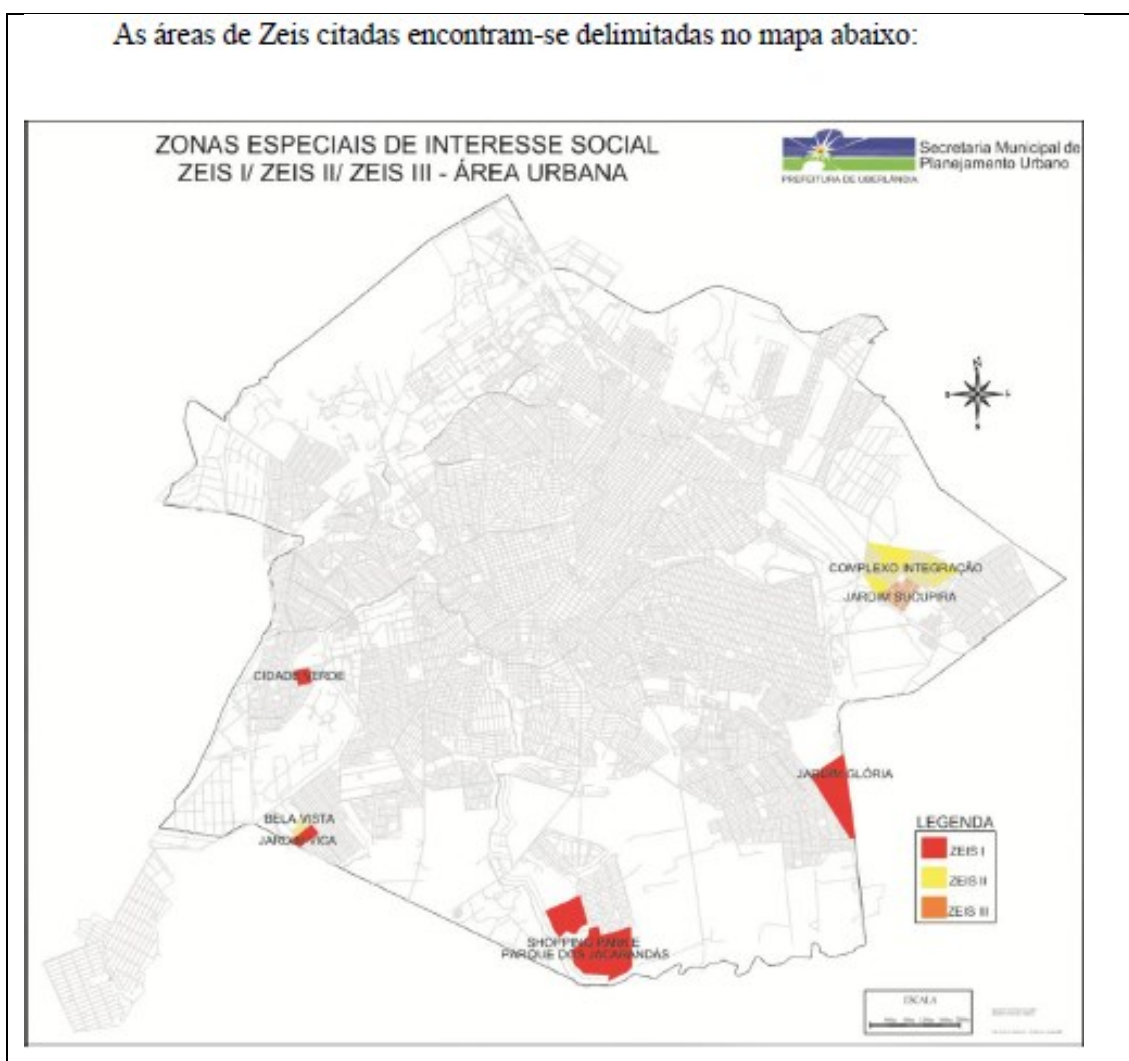 As áreas de Zeis citadas encontram-se delimitadas no mapa abaixo:
ZONAS ESPECIAIS DE INTERESSE SOCIAL
ZEIS I/ ZEIS II/ ZEIS III - ÁREA URBANA
PREFEITURA DE UBERLÂNDIA
Secretaria Municipal de
Planejamento Urbano
N
L
S
COMPLEXO INTEGRAÇÃO
JARDIM SUCUPIRA
CIDADE VERDE
JARDIM GLÓRIA
BELA VISTA
JARDIM VICA
SHOPPING PARK E
PARQUE DOS JACARANDÁS
LEGENDA
ZEIS I
ZEIS II
ZEIS III
ESCALA